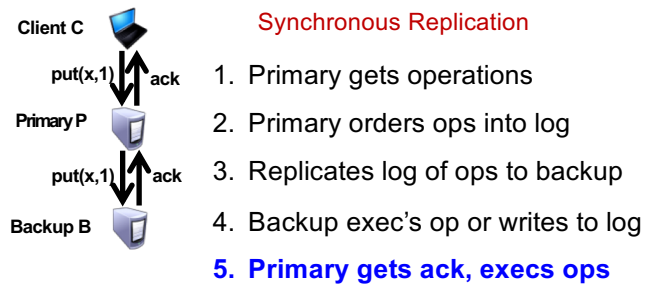 Client C
Synchronous Replication
put(x,1) ack
1. Primary gets operations
Primary P
2. Primary orders ops into log
put(x,1) ack
3. Replicates log of ops to backup
Backup B
4. Backup exec's op or writes to log
5. Primary gets ack, execs ops